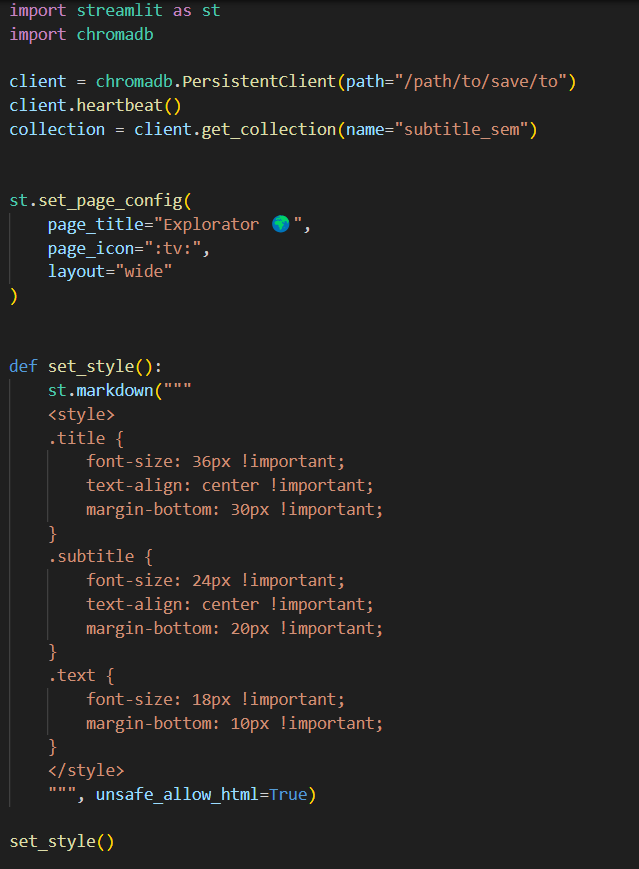 import streamlit as st
import chromadb
client = chromadb.PersistentClient(path="/path/to/save/to")
client.heartbeat()
collection = client.get_collection(name="subtitle_sem")
st.set_page_config(
    page_title="Explorator 🌍",
    page_icon=":tv:",
    layout="wide"
)
def set_style():
    st.markdown("""
    <style>
    .title {
        font-size: 36px !important;
        text-align: center !important;
        margin-bottom: 30px !important;
    }
    .subtitle {
        font-size: 24px !important;
        text-align: center !important;
        margin-bottom: 20px !important;
    }
    .text {
        font-size: 18px !important;
        margin-bottom: 10px !important;
    }
    </style>
    """, unsafe_allow_html=True)
set_style()